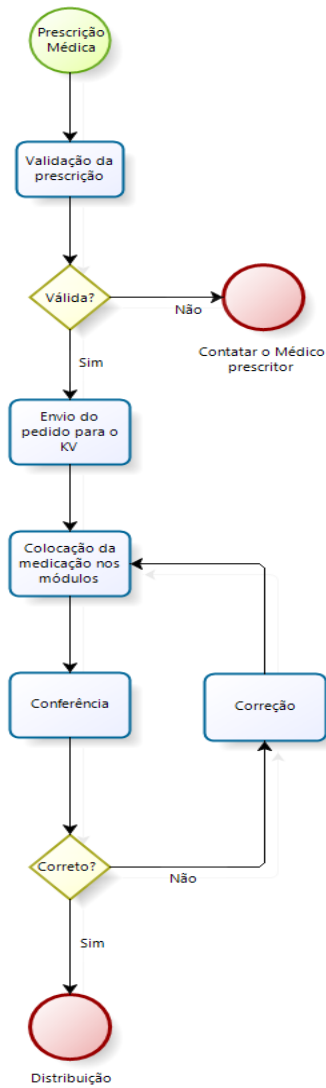 Prescrição
Médica
Validação da
prescrição
Válida?
Não
Contatar o Médico
prescritor
Sim
Envio do
pedido para o
KV
Colocação da
medicação nos
módulos
Conferência
Correção
Correto?
Não
Sim
Distribuição